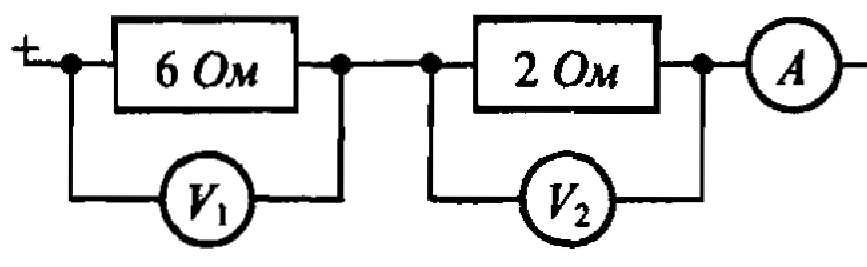 + 6 Ом 2 Ом A
V₁ V₂